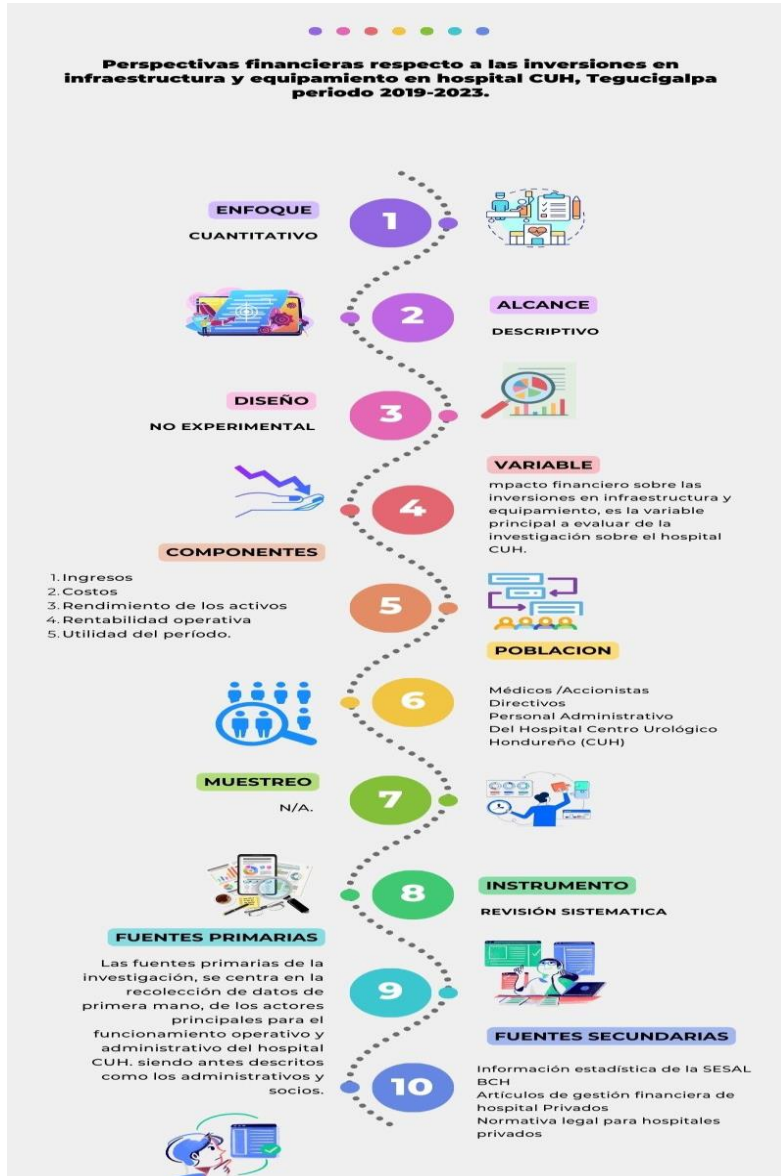 Perspectivas financieras respecto a las inversiones en
infraestructura y equipamiento en hospital CUH, Tegucigalpa
periodo 2019-2023.
1
ENFOQUE
CUANTITATIVO
2
ALCANCE
DESCRIPTIVO
3
DISEÑO
NO EXPERIMENTAL
4
VARIABLE
mpacto financiero sobre las
inversiones en infraestructura y
equipamiento, es la variable
principal a evaluar de la
investigación sobre el hospital
CUH.
5
COMPONENTES
1. Ingresos
2. Costos
3. Rendimiento de los activos
4. Rentabilidad operativa
5. Utilidad del período.
6
POBLACION
Médicos /Accionistas
Directivos
Personal Administrativo
Del Hospital Centro Urológico
Hondureño (CUH)
7
MUESTREO
N/A.
8
INSTRUMENTO
REVISIÓN SISTEMATICA
9
FUENTES PRIMARIAS
Las fuentes primarias de la
investigación, se centra en la
recolección de datos de
primera mano, de los actores
principales para el
funcionamiento operativo y
administrativo del hospital
CUH. siendo antes descritos
como los administrativos y
socios.
10
FUENTES SECUNDARIAS
Información estadística de la SESAL
BCH
Artículos de gestión financiera de
hospital Privados
Normativa legal para hospitales
privados